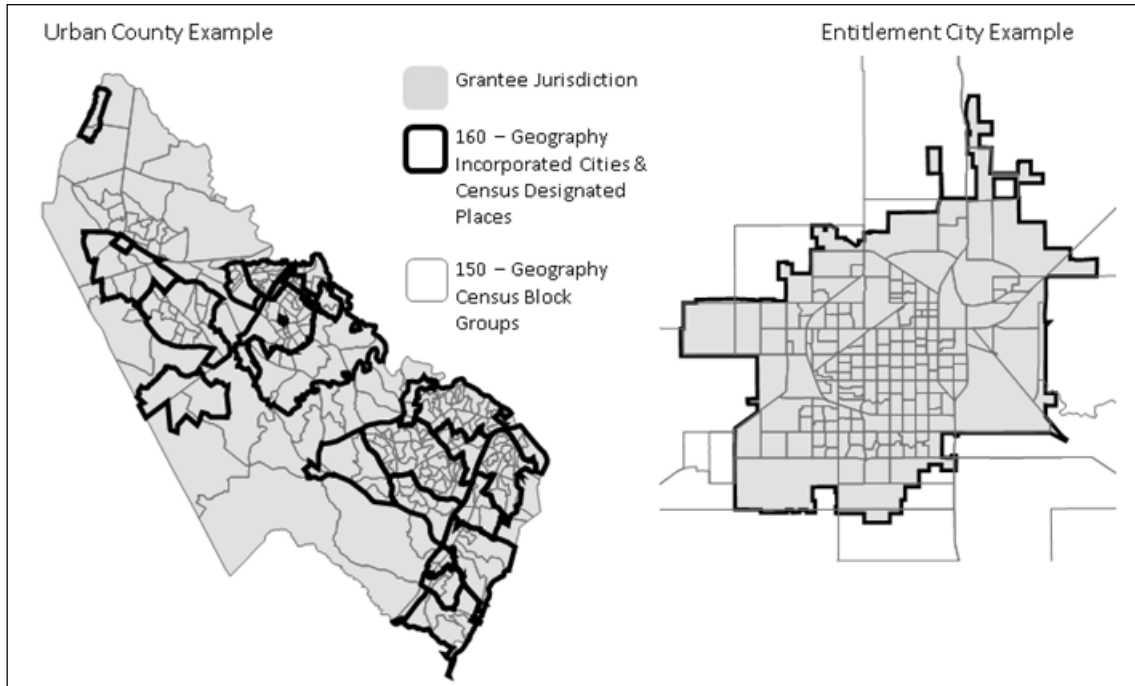 Urban County Example
Entitlement City Example
Grantee Jurisdiction
160 – Geography
Incorporated Cities &
Census Designated
Places
150 – Geography
Census Block
Groups